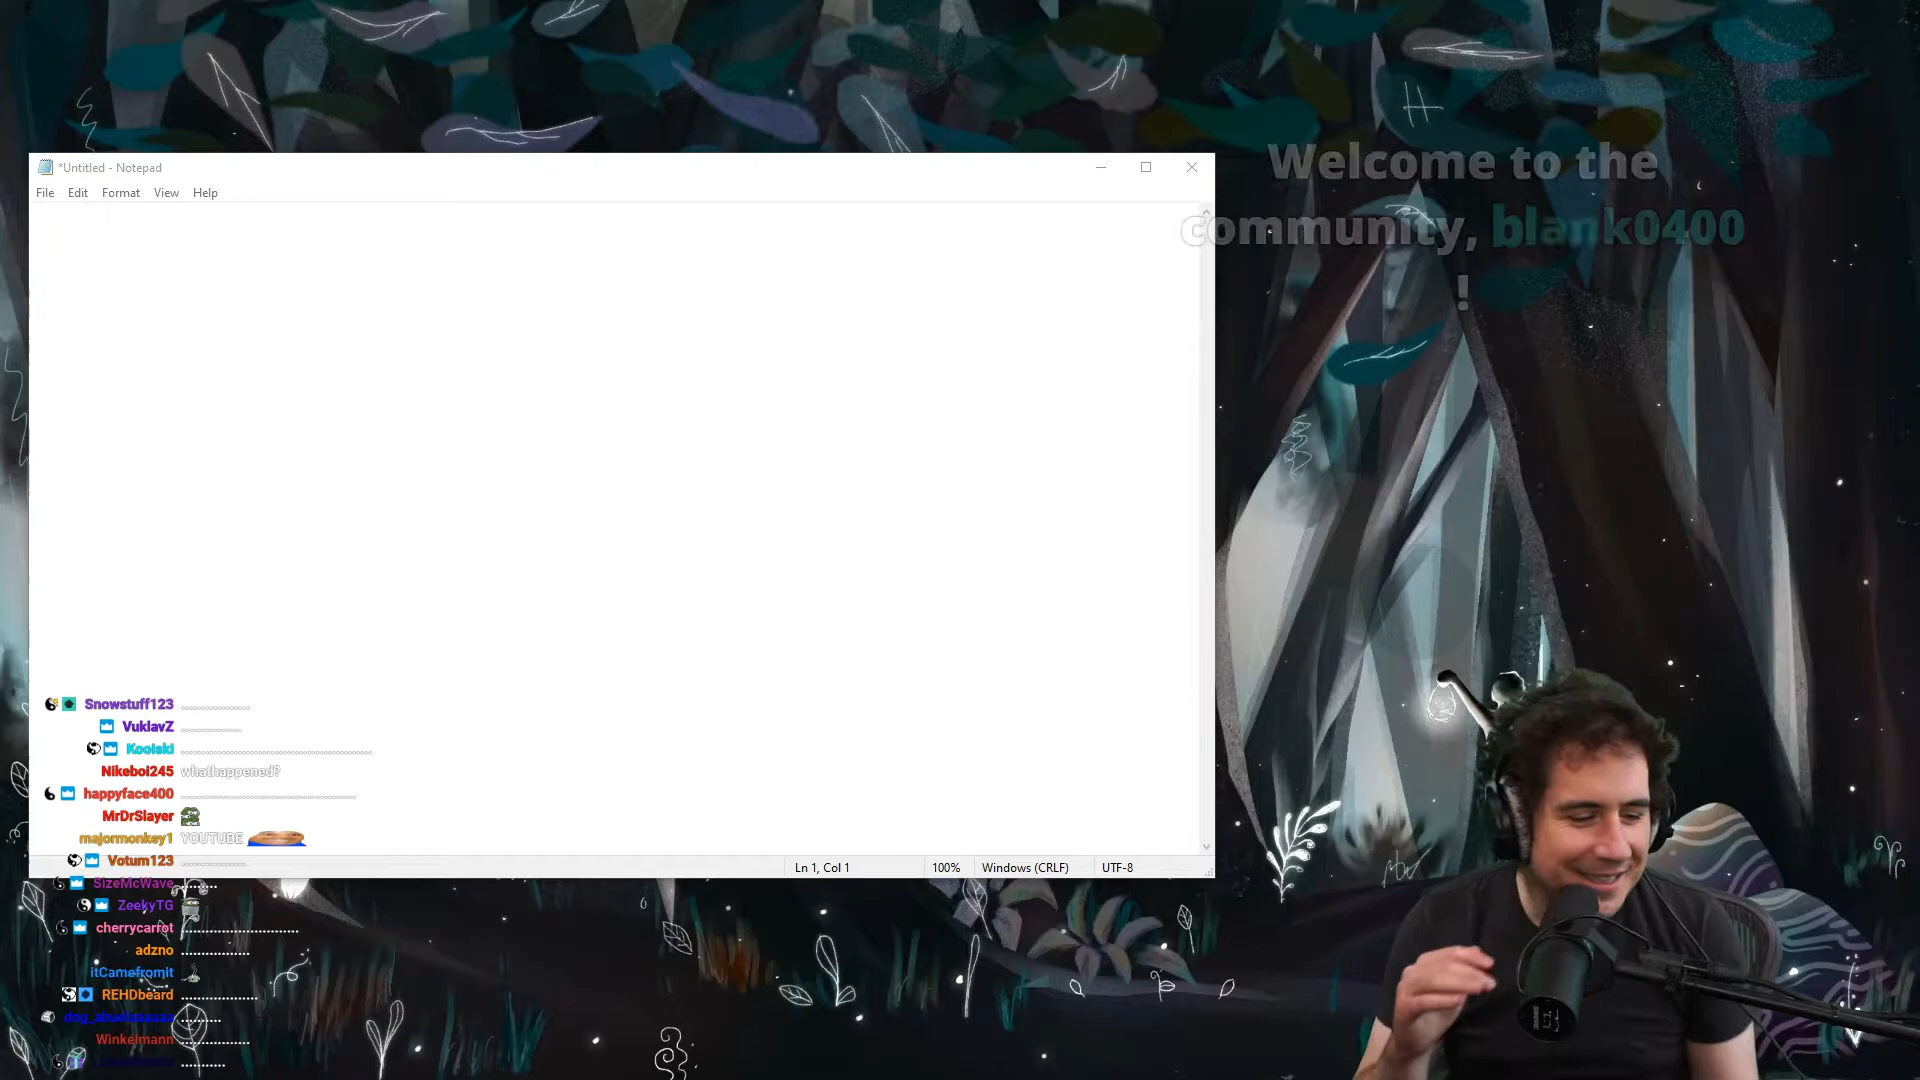 *Untitled - Notepad
File Edit Format View Help
Welcome to the
community, blank0400
!
Snowstuff123 ..................
VuklavZ ................
Koolski
Nikeboi245 whathappened?
happyface400
MrDrSlayer
majormonkey1 YOUTUBE
Votum123 .................
Ln 1, Col 1 100% Windows (CRLF) UTF-8
SizeMcWave .........
ZeekyTG
cherrycarrot .............................
adzno .................
itCamefromit
REHDbeard ...................
..........
Winkelmann .................
...........